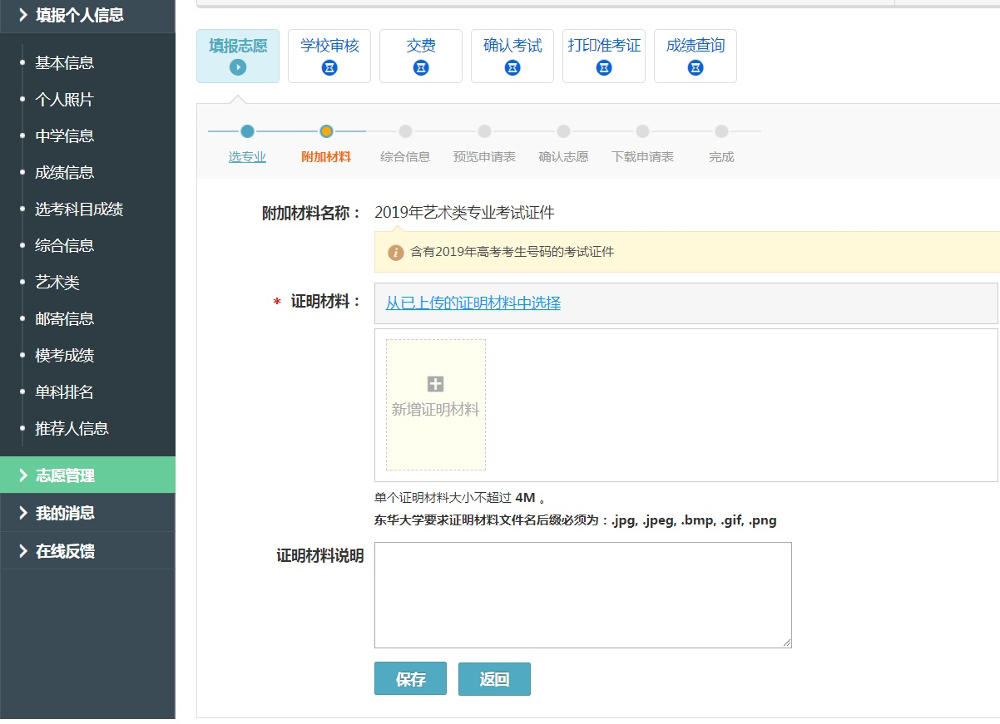 填报个人信息
基本信息
个人照片
中学信息
成绩信息
选考科目成绩
综合信息
艺术类
邮寄信息
模考成绩
单科排名
推荐人信息
志愿管理
我的消息
在线反馈
填报志愿 学校审核 交费 确认考试 打印准考证 成绩查询
选专业 附加材料 综合信息 预览申请表 确认志愿 下载申请表 完成
附加材料名称： 2019年艺术类专业考试证件
含有2019年高考考生号码的考试证件
* 证明材料： 从已上传的证明材料中选择
新增证明材料
单个证明材料大小不超过 4M 。
东华大学要求证明材料文件名后缀必须为：.jpg, .jpeg, .bmp, .gif, .png
证明材料说明
保存 返回